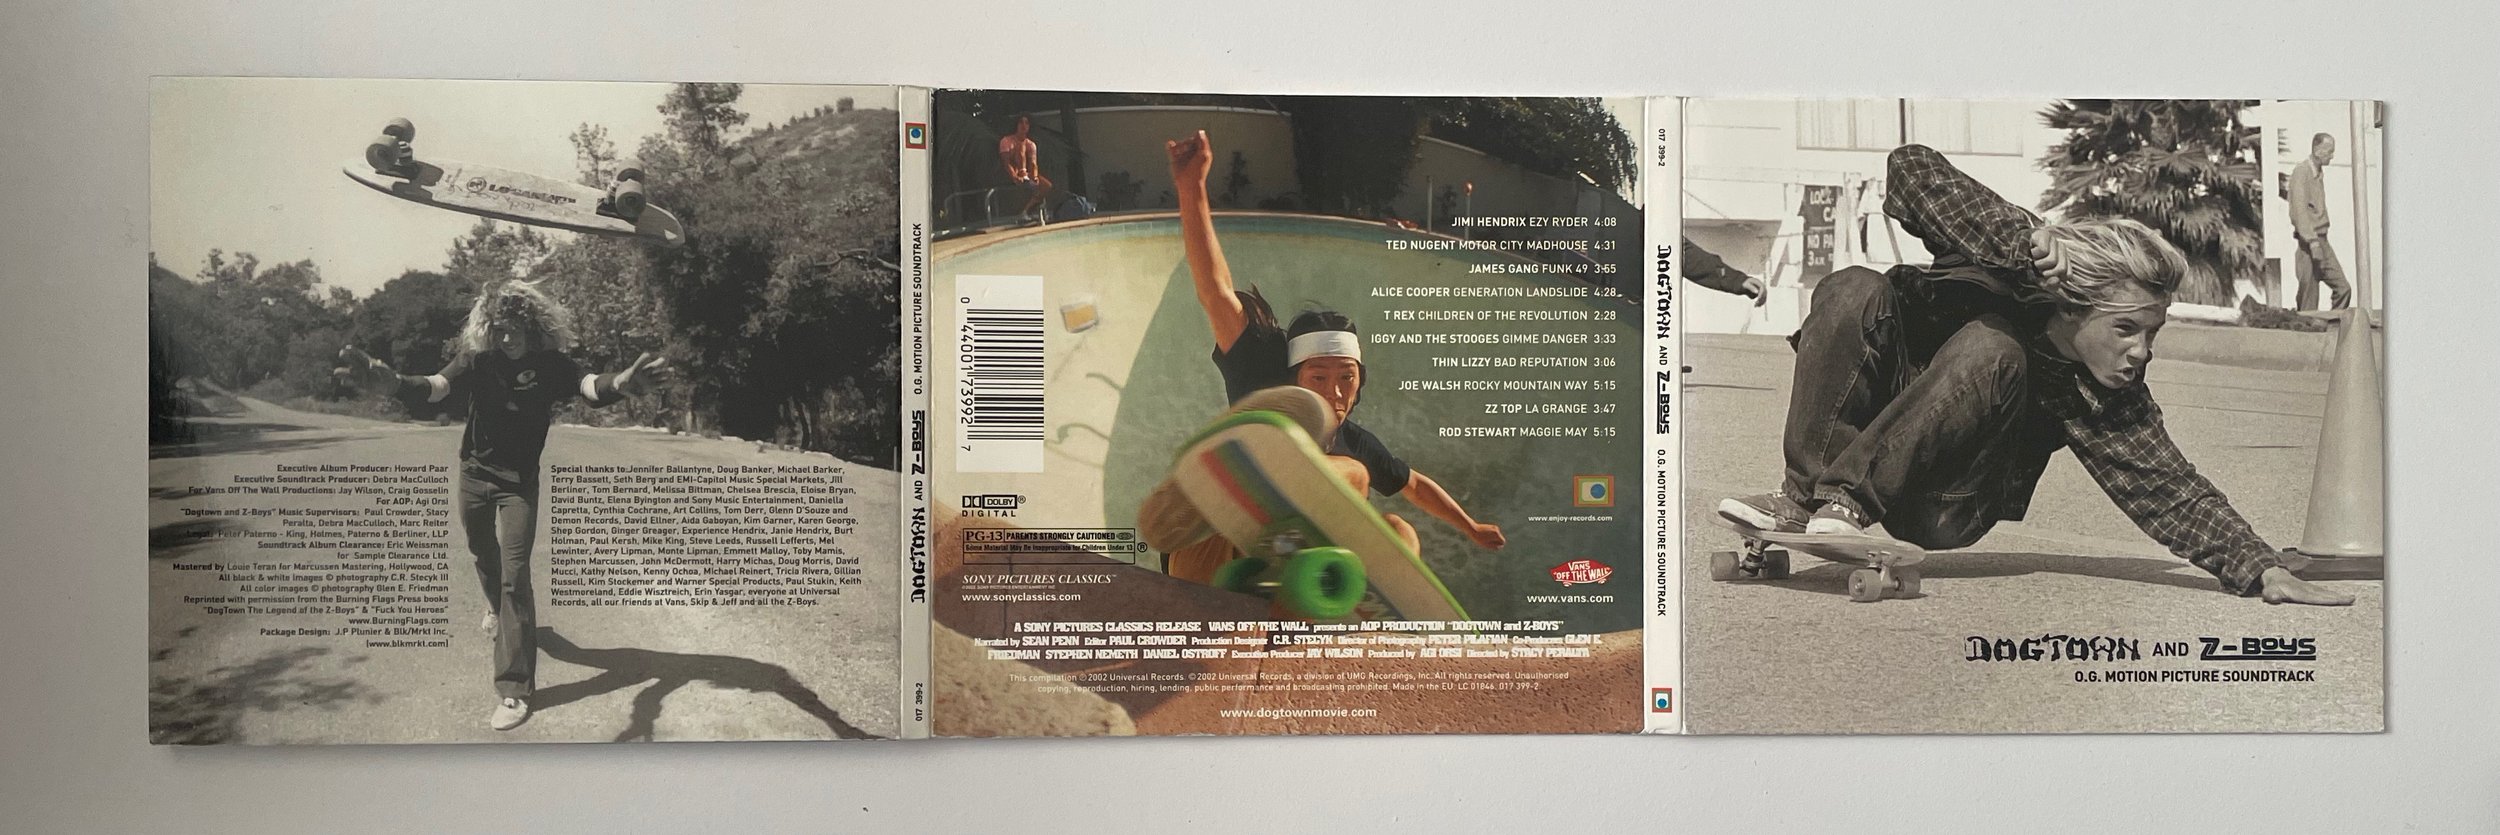 LOGAN
Executive Album Producer: Howard Paar
Executive Soundtrack Producer: Debra MacCulloch
For Vans Off The Wall Productions: Jay Wilson, Craig Gosselin
For AOP: Agi Orsi
"Dogtown and Z-Boys" Music Supervisors: Paul Crowder, Stacy
Peralta, Debra MacCulloch, Marc Reiter
Legal: Peter Paterno - King, Holmes, Paterno & Berliner, LLP
Soundtrack Album Clearance: Eric Weissman
for Sample Clearance Ltd.
Mastered by Louie Teran for Marcussen Mastering, Hollywood, CA
All black & white images © photography C.R. Stecyk III
All color images © photography Glen E. Friedman
Reprinted with permission from the Burning Flags Press books
"DogTown The Legend of the Z-Boys" & "Fuck You Heroes"
www.BurningFlags.com
Package Design: J.P Plunier & Blk/Mrkt Inc.
[www.blkmrkt.com]
Special thanks to:Jennifer Ballantyne, Doug Banker, Michael Barker,
Terry Bassett, Seth Berg and EMI-Capitol Music Special Markets, Jill
Berliner, Tom Bernard, Melissa Bittman, Chelsea Brescia, Eloise Bryan,
David Buntz, Elena Byington and Sony Music Entertainment, Daniella
Capretta, Cynthia Cochrane, Art Collins, Tom Derr, Glenn D'Souze and
Demon Records, David Ellner, Aida Gaboyan, Kim Garner, Karen George,
Shep Gordon, Ginger Greager, Experience Hendrix, Janie Hendrix, Burt
Holman, Paul Kersh, Mike King, Steve Leeds, Russell Lefferts, Mel
Lewinter, Avery Lipman, Monte Lipman, Emmett Malloy, Toby Mamis,
Stephen Marcussen, John McDermott, Harry Michas, Doug Morris, David
Mucci, Kathy Nelson, Kenny Ochoa, Michael Reinert, Tricia Rivera, Gillian
Russell, Kim Stockemer and Warner Special Products, Paul Stukin, Keith
Westmoreland, Eddie Wisztreich, Erin Yasgar, everyone at Universal
Records, all our friends at Vans, Skip & Jeff and all the Z-Boys.
017 399-2 DOGTOWN AND Z-BOYS O.G. MOTION PICTURE SOUNDTRACK
JIMI HENDRIX EZY RYDER 4:08
TED NUGENT MOTOR CITY MADHOUSE 4:31
JAMES GANG FUNK 49 3:55
ALICE COOPER GENERATION LANDSLIDE 4:28
T REX CHILDREN OF THE REVOLUTION 2:28
IGGY AND THE STOOGES GIMME DANGER 3:33
THIN LIZZY BAD REPUTATION 3:06
JOE WALSH ROCKY MOUNTAIN WAY 5:15
ZZ TOP LA GRANGE 3:47
ROD STEWART MAGGIE MAY 5:15
0 44001 73992 7
DOLBY ®
DIGITAL
PG-13 PARENTS STRONGLY CAUTIONED
Some Material May Be Inappropriate for Children Under 13 ®
SONY PICTURES CLASSICS™
www.sonyclassics.com
www.enjoy-records.com
VANS
"OFF THE WALL"
www.vans.com
A SONY PICTURES CLASSICS RELEASE VANS OFF THE WALL presents an AOP PRODUCTION "DOGTOWN and Z-BOYS"
Narrated by SEAN PENN Editor PAUL CROWDER Production Designer C.R. STECYK Director of Photography PETER PILAFIAN Co-Producers GLEN E.
FRIEDMAN STEPHEN NEMETH DANIEL OSTROFF Executive Producer JAY WILSON Produced by AGI ORSI Directed by STACY PERALTA
This compilation ℗ 2002 Universal Records. © 2002 Universal Records, a division of UMG Recordings, Inc. All rights reserved. Unauthorised
copying, reproduction, hiring, lending, public performance and broadcasting prohibited. Made in the EU. LC 01846. 017 399-2.
www.dogtownmovie.com
017 399-2 DOGTOWN AND Z-BOYS O.G. MOTION PICTURE SOUNDTRACK
LOCK
CA
NO PA
DOGTOWN AND Z-BOYS
O.G. MOTION PICTURE SOUNDTRACK